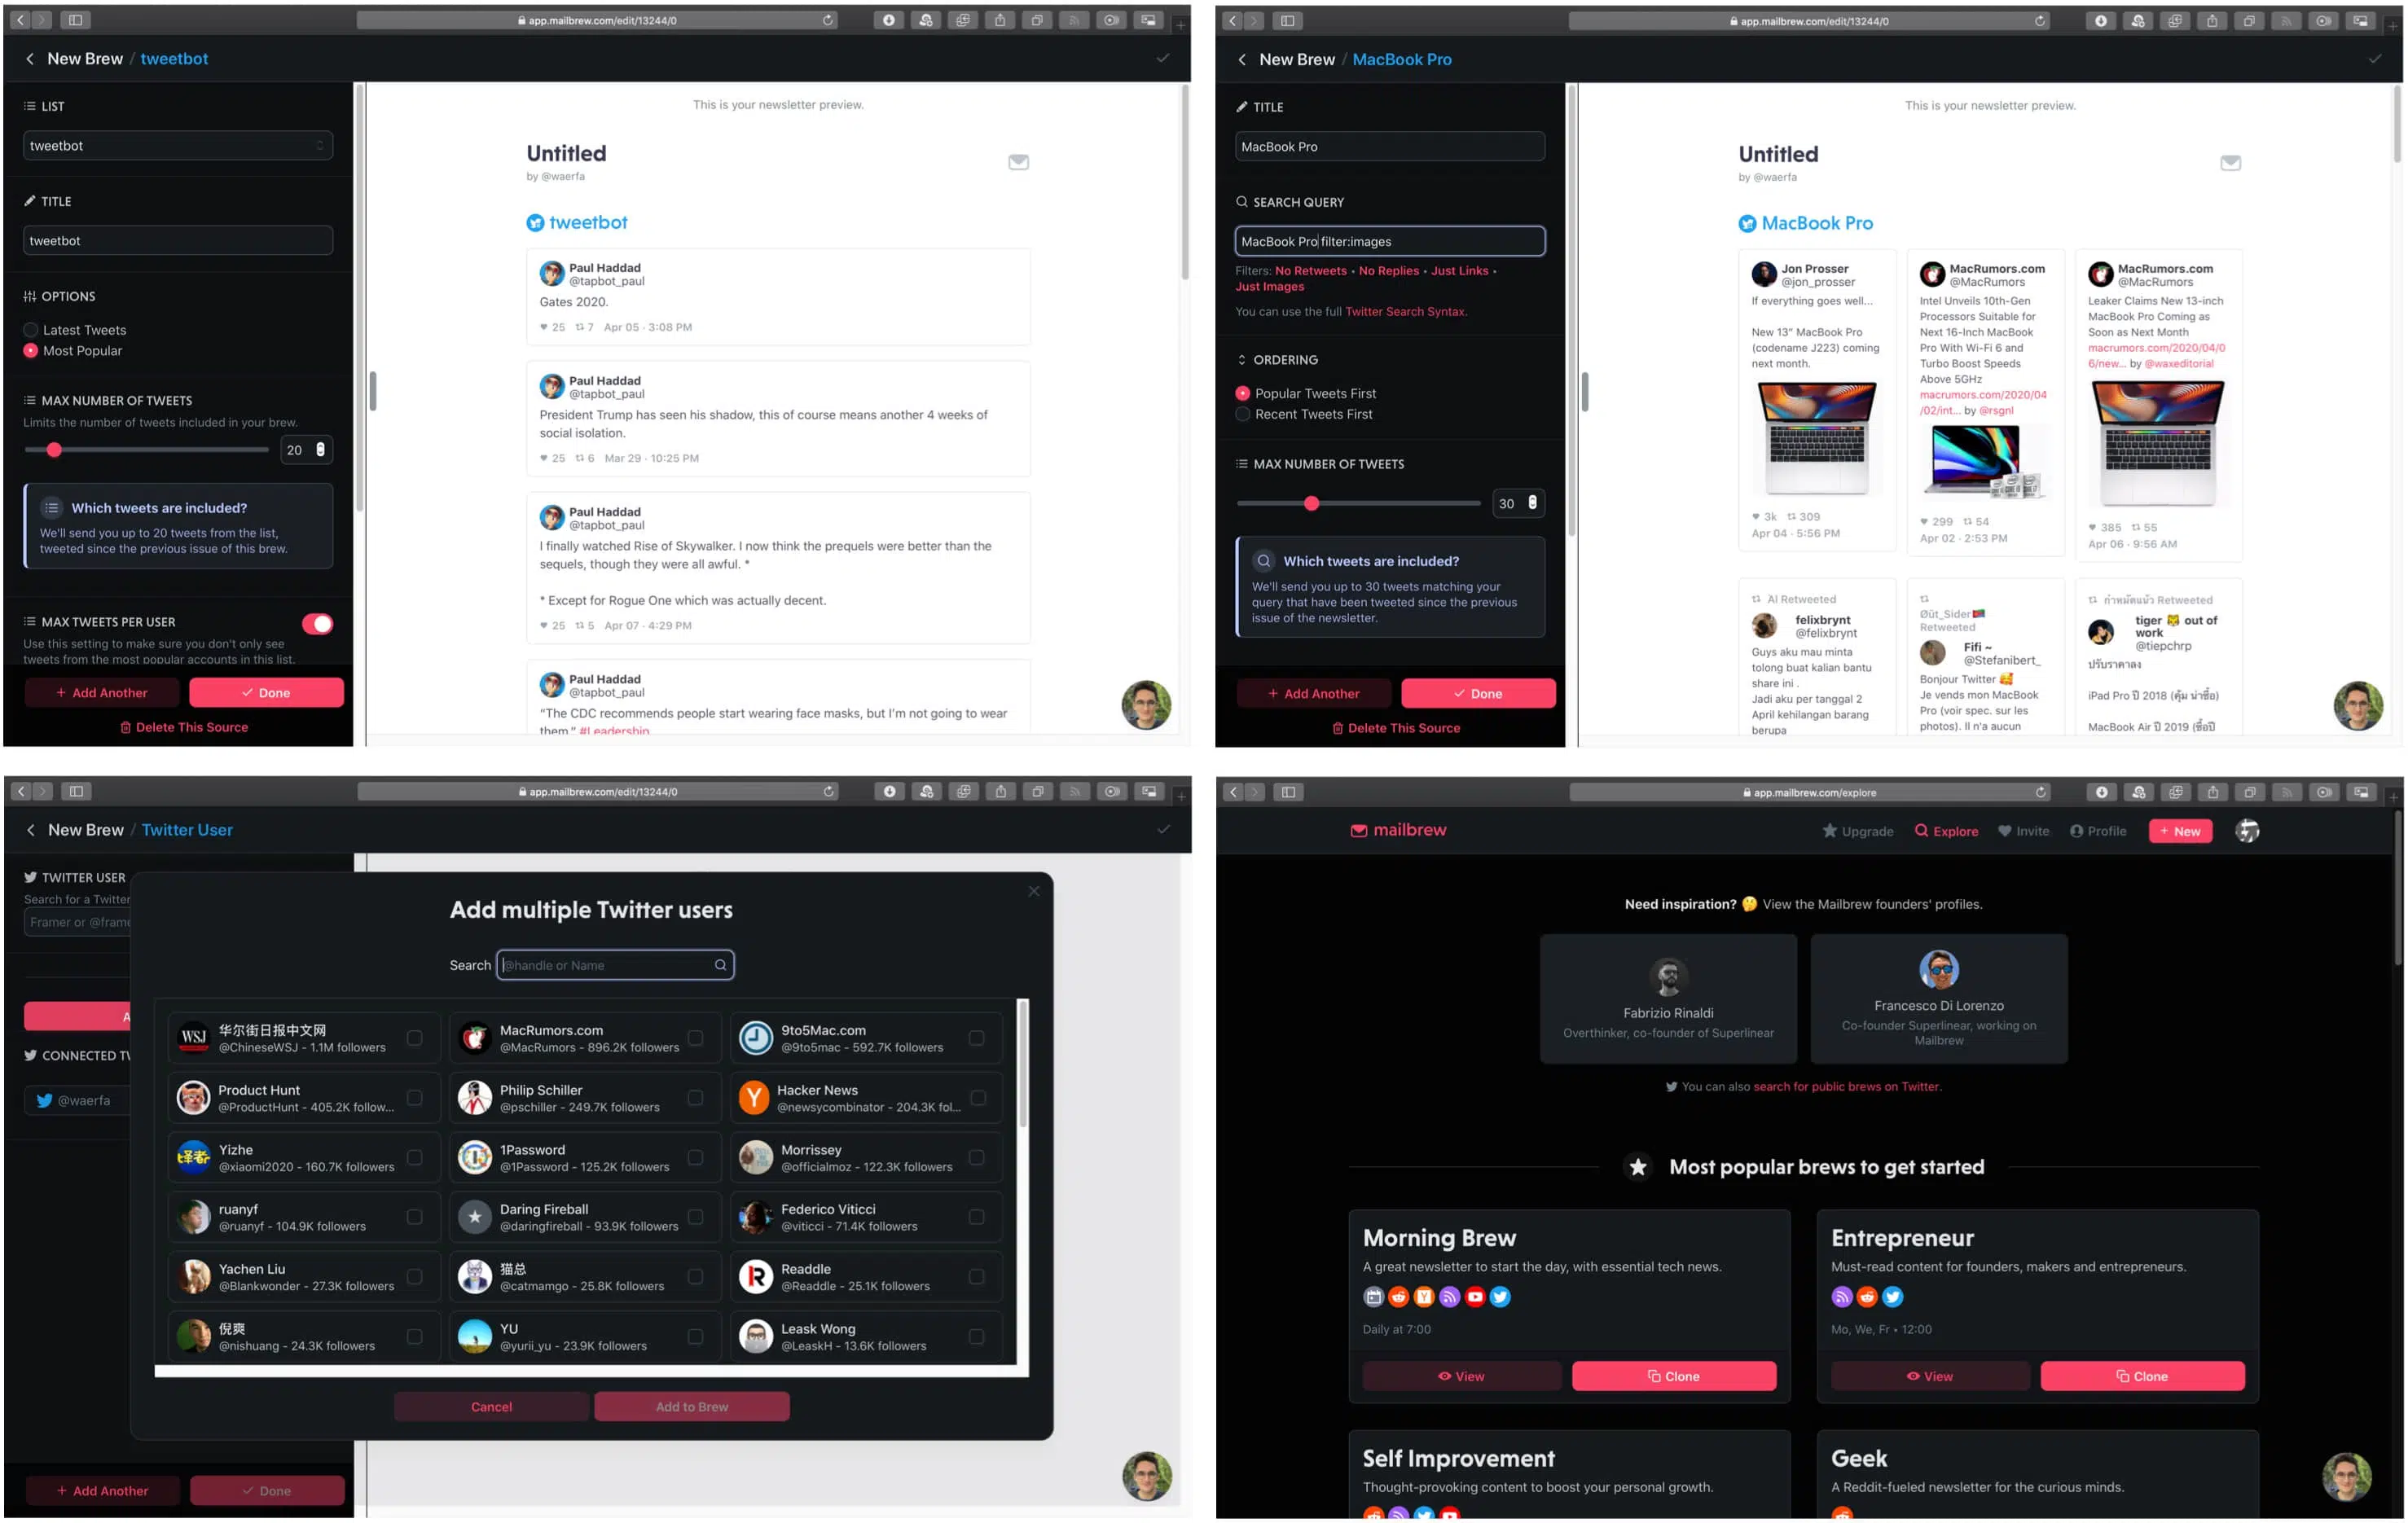 app.mailbrew.com/edit/13244/0
New Brew / tweetbot
LIST
tweetbot
TITLE
tweetbot
OPTIONS
Latest Tweets
Most Popular
MAX NUMBER OF TWEETS
Limits the number of tweets included in your brew.
20
Which tweets are included?
We'll send you up to 20 tweets from the list,
tweeted since the previous issue of this brew.
MAX TWEETS PER USER
Use this setting to make sure you don't only see
tweets from the most popular accounts in this list.
+ Add Another
Done
Delete This Source
This is your newsletter preview.
Untitled
by @waerfa
tweetbot
Paul Haddad
@tapbot_paul
Gates 2020.
25 7 Apr 05 · 3:08 PM
Paul Haddad
@tapbot_paul
President Trump has seen his shadow, this of course means another 4 weeks of
social isolation.
25 6 Mar 29 · 10:25 PM
Paul Haddad
@tapbot_paul
I finally watched Rise of Skywalker. I now think the prequels were better than the
sequels, though they were all awful. *
* Except for Rogue One which was actually decent.
25 5 Apr 07 · 4:29 PM
Paul Haddad
@tapbot_paul
“The CDC recommends people start wearing face masks, but I’m not going to wear
them.” #Leadership
app.mailbrew.com/edit/13244/0
New Brew / MacBook Pro
TITLE
MacBook Pro
SEARCH QUERY
MacBook Pro filter:images
Filters: No Retweets • No Replies • Just Links •
Just Images
You can use the full Twitter Search Syntax.
ORDERING
Popular Tweets First
Recent Tweets First
MAX NUMBER OF TWEETS
30
Which tweets are included?
We'll send you up to 30 tweets matching your
query that have been tweeted since the previous
issue of the newsletter.
+ Add Another
Done
Delete This Source
This is your newsletter preview.
Untitled
by @waerfa
MacBook Pro
Jon Prosser
@jon_prosser
If everything goes well...
New 13” MacBook Pro
(codename J223) coming
next month.
3k 309
Apr 04 · 5:56 PM
MacRumors.com
@MacRumors
Intel Unveils 10th-Gen
Processors Suitable for
Next 16-Inch MacBook
Pro With Wi-Fi 6 and
Turbo Boost Speeds
Above 5GHz
macrumors.com/2020/04
/02/int... by @rsgnl
299 54
Apr 02 · 2:53 PM
MacRumors.com
@MacRumors
Leaker Claims New 13-inch
MacBook Pro Coming as
Soon as Next Month
macrumors.com/2020/04/0
6/new... by @waxeditorial
385 55
Apr 06 · 9:56 AM
Al Retweeted
felixbrynt
@felixbrynt
Guys aku mau minta
tolong buat kalian bantu
share ini .
Jadi aku per tanggal 2
April kehilangan barang
berupa
Øüt_Sider
Retweeted
Fifi ~
@Stefanibert_
Bonjour Twitter
Je vends mon MacBook
Pro (voir spec. sur les
photos). Il n'a aucun
กำหมัดแน้ว Retweeted
tiger out of
work
@tiepchrp
ปรับราคาลง
iPad Pro ปี 2018 (คุ้ม น่าซื้อ)
MacBook Air ปี 2019 (ซื้อปี
app.mailbrew.com/edit/13244/0
New Brew / Twitter User
TWITTER USER
Search for a Twitter
Framer or @frame
A
CONNECTED TW
@waerfa
+ Add Another
Done
Add multiple Twitter users
Search @handle or Name
WSJ
华尔街日报中文网
@ChineseWSJ - 1.1M followers
MacRumors.com
@MacRumors - 896.2K followers
9to5Mac.com
@9to5mac - 592.7K followers
Product Hunt
@ProductHunt - 405.2K follow...
Philip Schiller
@pschiller - 249.7K followers
Y
Hacker News
@newsycombinator - 204.3K fol...
译者
Yizhe
@xiaomi2020 - 160.7K followers
1Password
@1Password - 125.2K followers
Morrissey
@officialmoz - 122.3K followers
ruanyf
@ruanyf - 104.9K followers
Daring Fireball
@daringfireball - 93.9K followers
Federico Viticci
@viticci - 71.4K followers
Yachen Liu
@Blankwonder - 27.3K followers
猫总
@catmamgo - 25.8K followers
R
Readdle
@Readdle - 25.1K followers
倪爽
@nishuang - 24.3K followers
YU
@yurii_yu - 23.9K followers
Leask Wong
@LeaskH - 13.6K followers
Cancel
Add to Brew
app.mailbrew.com/explore
mailbrew
Upgrade
Explore
Invite
Profile
+ New
Need inspiration? View the Mailbrew founders' profiles.
Fabrizio Rinaldi
Overthinker, co-founder of Superlinear
Francesco Di Lorenzo
Co-founder Superlinear, working on
Mailbrew
You can also search for public brews on Twitter.
Most popular brews to get started
Morning Brew
A great newsletter to start the day, with essential tech news.
Daily at 7:00
View
Clone
Entrepreneur
Must-read content for founders, makers and entrepreneurs.
Mo, We, Fr • 12:00
View
Clone
Self Improvement
Thought-provoking content to boost your personal growth.
Geek
A Reddit-fueled newsletter for the curious minds.